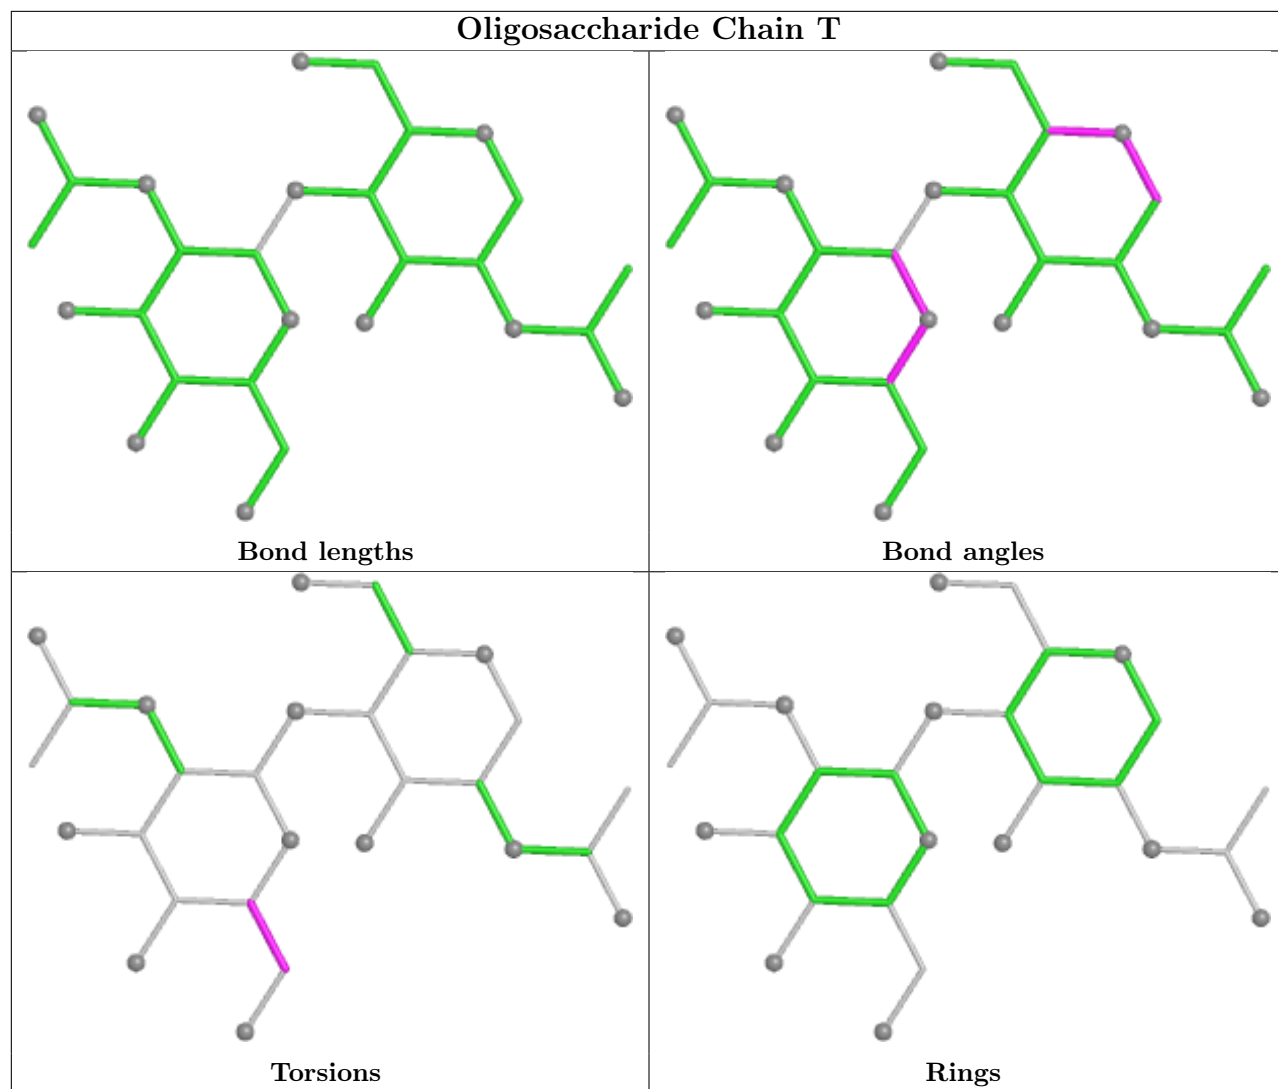 Oligosaccharide Chain T
Bond lengths
Bond angles
Torsions
Rings